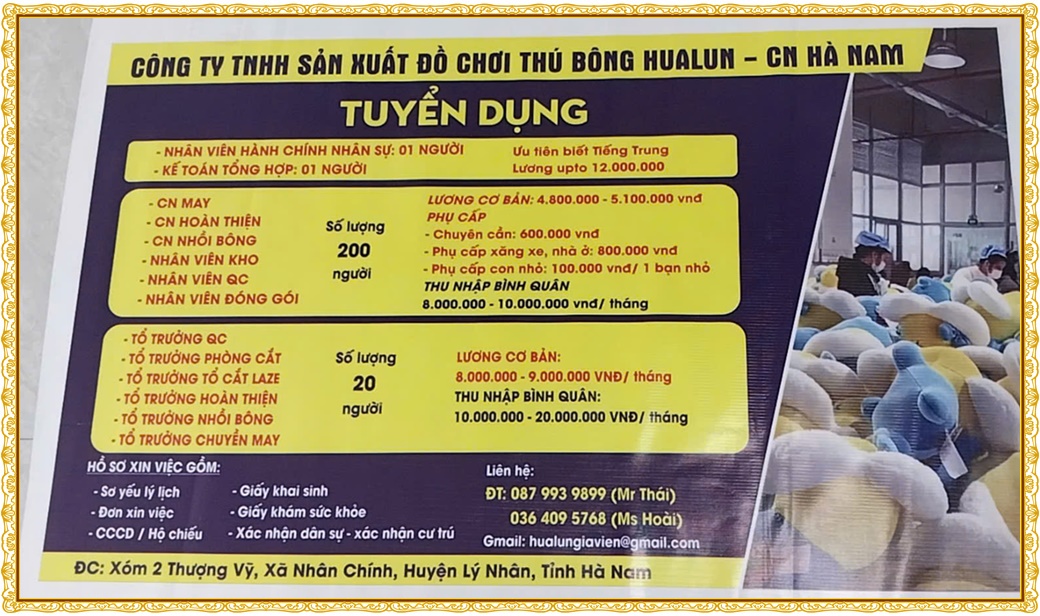 CÔNG TY TNHH SẢN XUẤT ĐỒ CHƠI THÚ BÔNG HUALUN – CN HÀ NAM
TUYỂN DỤNG
- NHÂN VIÊN HÀNH CHÍNH NHÂN SỰ: 01 NGƯỜI
- KẾ TOÁN TỔNG HỢP: 01 NGƯỜI
Ưu tiên biết Tiếng Trung
Lương upto 12.000.000
- CN MAY
- CN HOÀN THIỆN
- CN NHỒI BÔNG
- NHÂN VIÊN KHO
- NHÂN VIÊN QC
- NHÂN VIÊN ĐÓNG GÓI
Số lượng
200
người
LƯƠNG CƠ BẢN: 4.800.000 - 5.100.000 vnđ
PHỤ CẤP
- Chuyên cần: 600.000 vnđ
- Phụ cấp xăng xe, nhà ở: 800.000 vnđ
- Phụ cấp con nhỏ: 100.000 vnđ/ 1 bạn nhỏ
THU NHẬP BÌNH QUÂN
8.000.000 - 10.000.000 vnđ/ tháng
- TỔ TRƯỞNG QC
- TỔ TRƯỞNG PHÒNG CẮT
- TỔ TRƯỞNG TỔ CẮT LAZE
- TỔ TRƯỞNG HOÀN THIỆN
- TỔ TRƯỞNG NHỒI BÔNG
- TỔ TRƯỞNG CHUYỀN MAY
Số lượng
20
người
LƯƠNG CƠ BẢN:
8.000.000 - 9.000.000 VNĐ/ tháng
THU NHẬP BÌNH QUÂN:
10.000.000 - 20.000.000 VNĐ/ tháng
HỒ SƠ XIN VIỆC GỒM:
- Sơ yếu lý lịch
- Đơn xin việc
- CCCD / Hộ chiếu
- Giấy khai sinh
- Giấy khám sức khỏe
- Xác nhận dân sự - xác nhận cư trú
Liên hệ:
ĐT: 087 993 9899 (Mr Thái)
036 409 5768 (Ms Hoài)
Gmail: hualungiavien@gmail.com
ĐC: Xóm 2 Thượng Vỹ, Xã Nhân Chính, Huyện Lý Nhân, Tỉnh Hà Nam